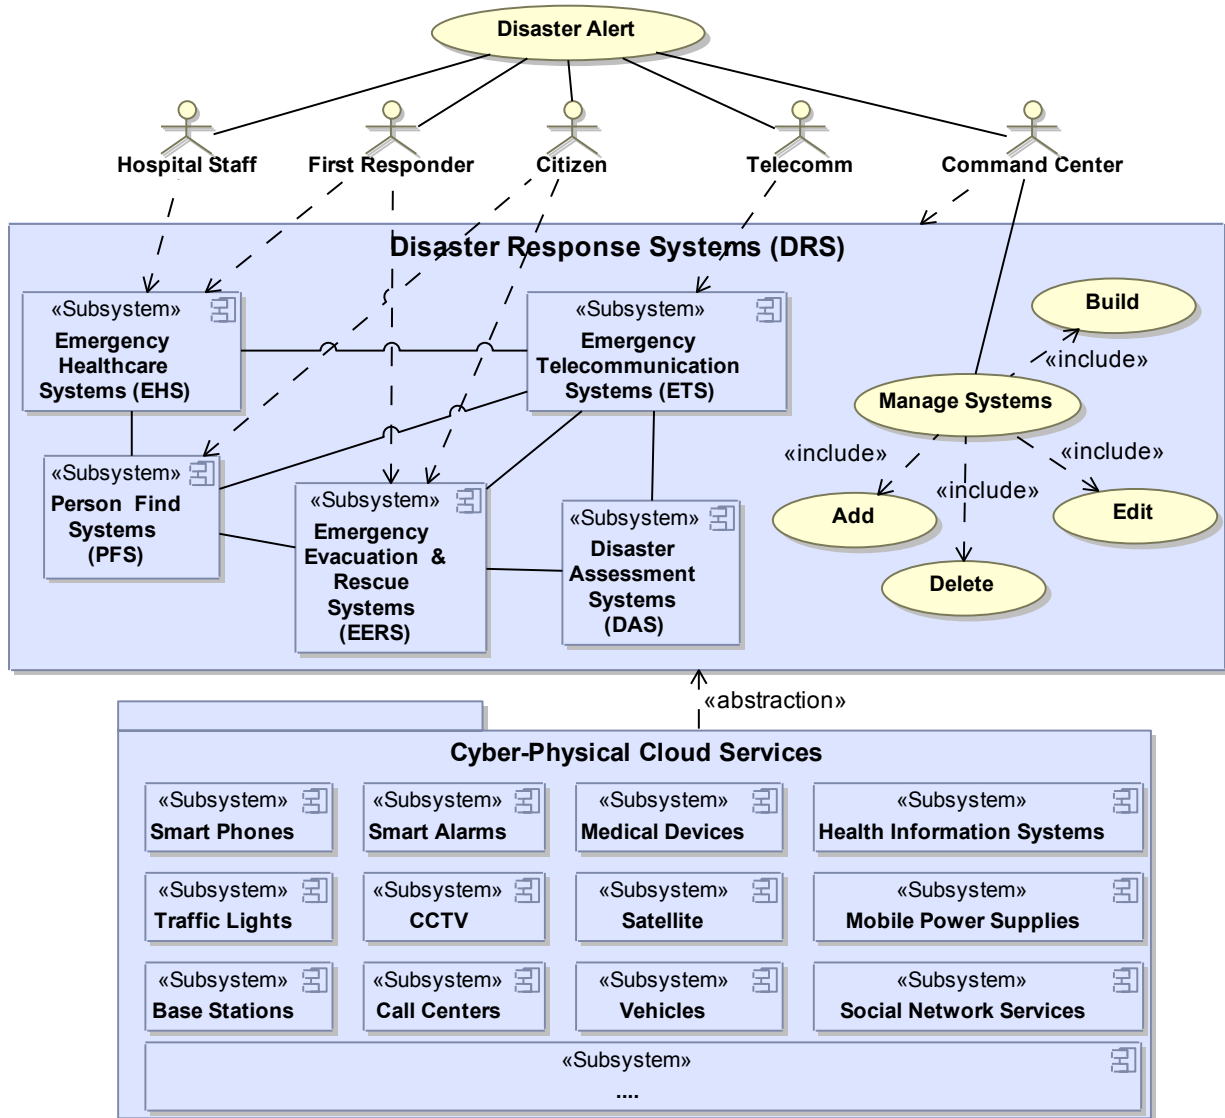 Disaster Alert
Hospital Staff
First Responder
Citizen
Telecomm
Command Center
Disaster Response Systems (DRS)
«Subsystem»
Emergency
Healthcare
Systems (EHS)
«Subsystem»
Emergency
Telecommunication
Systems (ETS)
Build
«include»
Manage Systems
«include»
«include»
«include»
Add
Edit
Delete
«Subsystem»
Person Find
Systems
(PFS)
«Subsystem»
Emergency
Evacuation &
Rescue
Systems
(EERS)
«Subsystem»
Disaster
Assessment
Systems
(DAS)
«abstraction»
Cyber-Physical Cloud Services
«Subsystem»
Smart Phones
«Subsystem»
Smart Alarms
«Subsystem»
Medical Devices
«Subsystem»
Health Information Systems
«Subsystem»
Traffic Lights
«Subsystem»
CCTV
«Subsystem»
Satellite
«Subsystem»
Mobile Power Supplies
«Subsystem»
Base Stations
«Subsystem»
Call Centers
«Subsystem»
Vehicles
«Subsystem»
Social Network Services
«Subsystem»
....